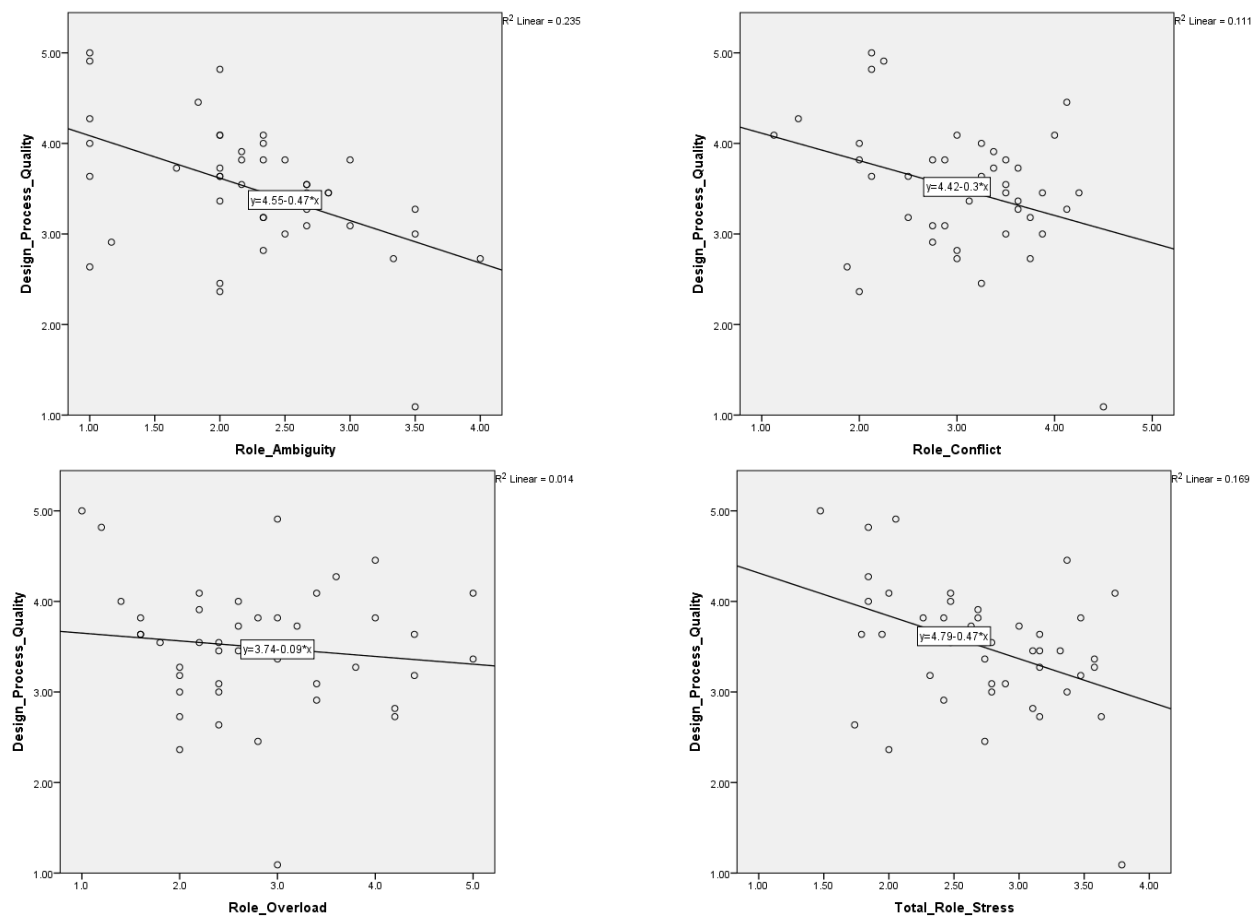 R2 Linear = 0.235
5.00
4.00
3.00
2.00
1.00
Design_Process_Quality
y=4.55-0.47*x
1.00 1.50 2.00 2.50 3.00 3.50 4.00
Role_Ambiguity
R2 Linear = 0.111
5.00
4.00
3.00
2.00
1.00
Design_Process_Quality
y=4.42-0.3*x
1.00 2.00 3.00 4.00 5.00
Role_Conflict
R2 Linear = 0.014
5.00
4.00
3.00
2.00
1.00
Design_Process_Quality
y=3.74-0.09*x
1.0 2.0 3.0 4.0 5.0
Role_Overload
R2 Linear = 0.169
5.00
4.00
3.00
2.00
1.00
Design_Process_Quality
y=4.79-0.47*x
1.00 1.50 2.00 2.50 3.00 3.50 4.00
Total_Role_Stress